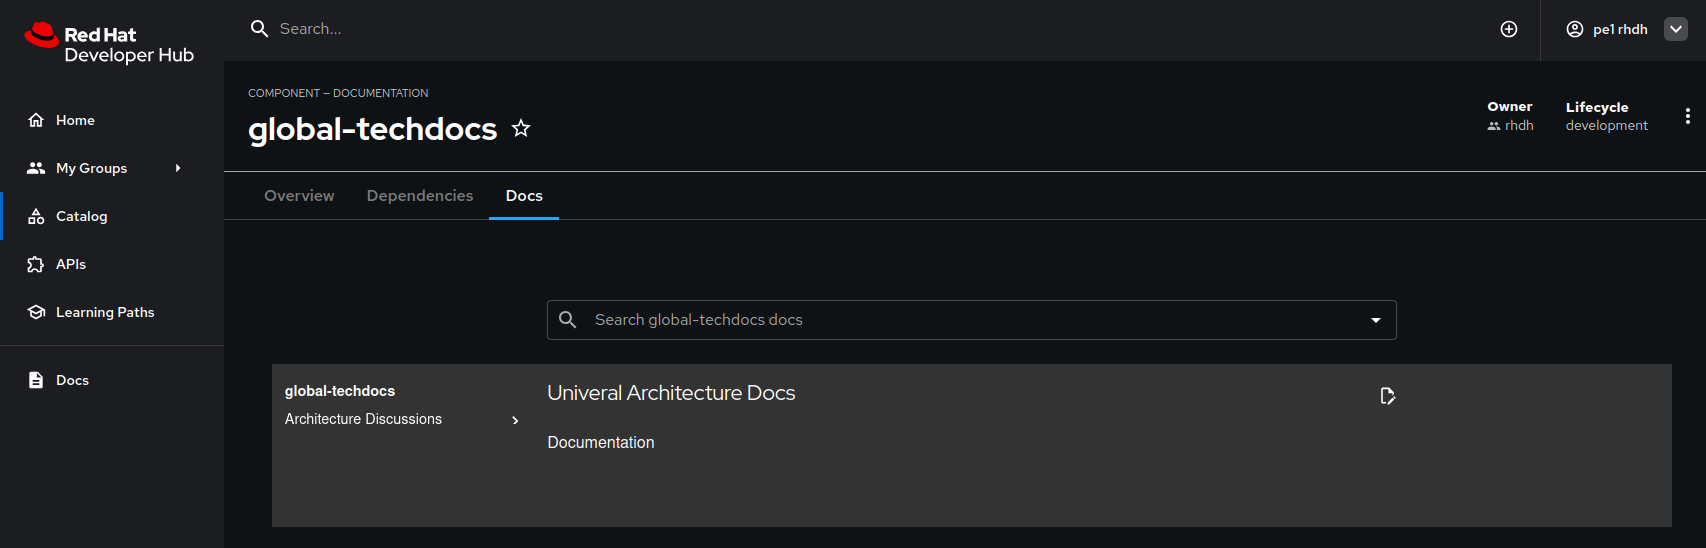 Red Hat
Developer Hub
Search...
pe1 rhdh
Home
My Groups
Catalog
APIs
Learning Paths
Docs
COMPONENT — DOCUMENTATION
global-techdocs
Owner
rhdh
Lifecycle
development
Overview Dependencies Docs
Search global-techdocs docs
global-techdocs
Architecture Discussions
Univeral Architecture Docs
Documentation